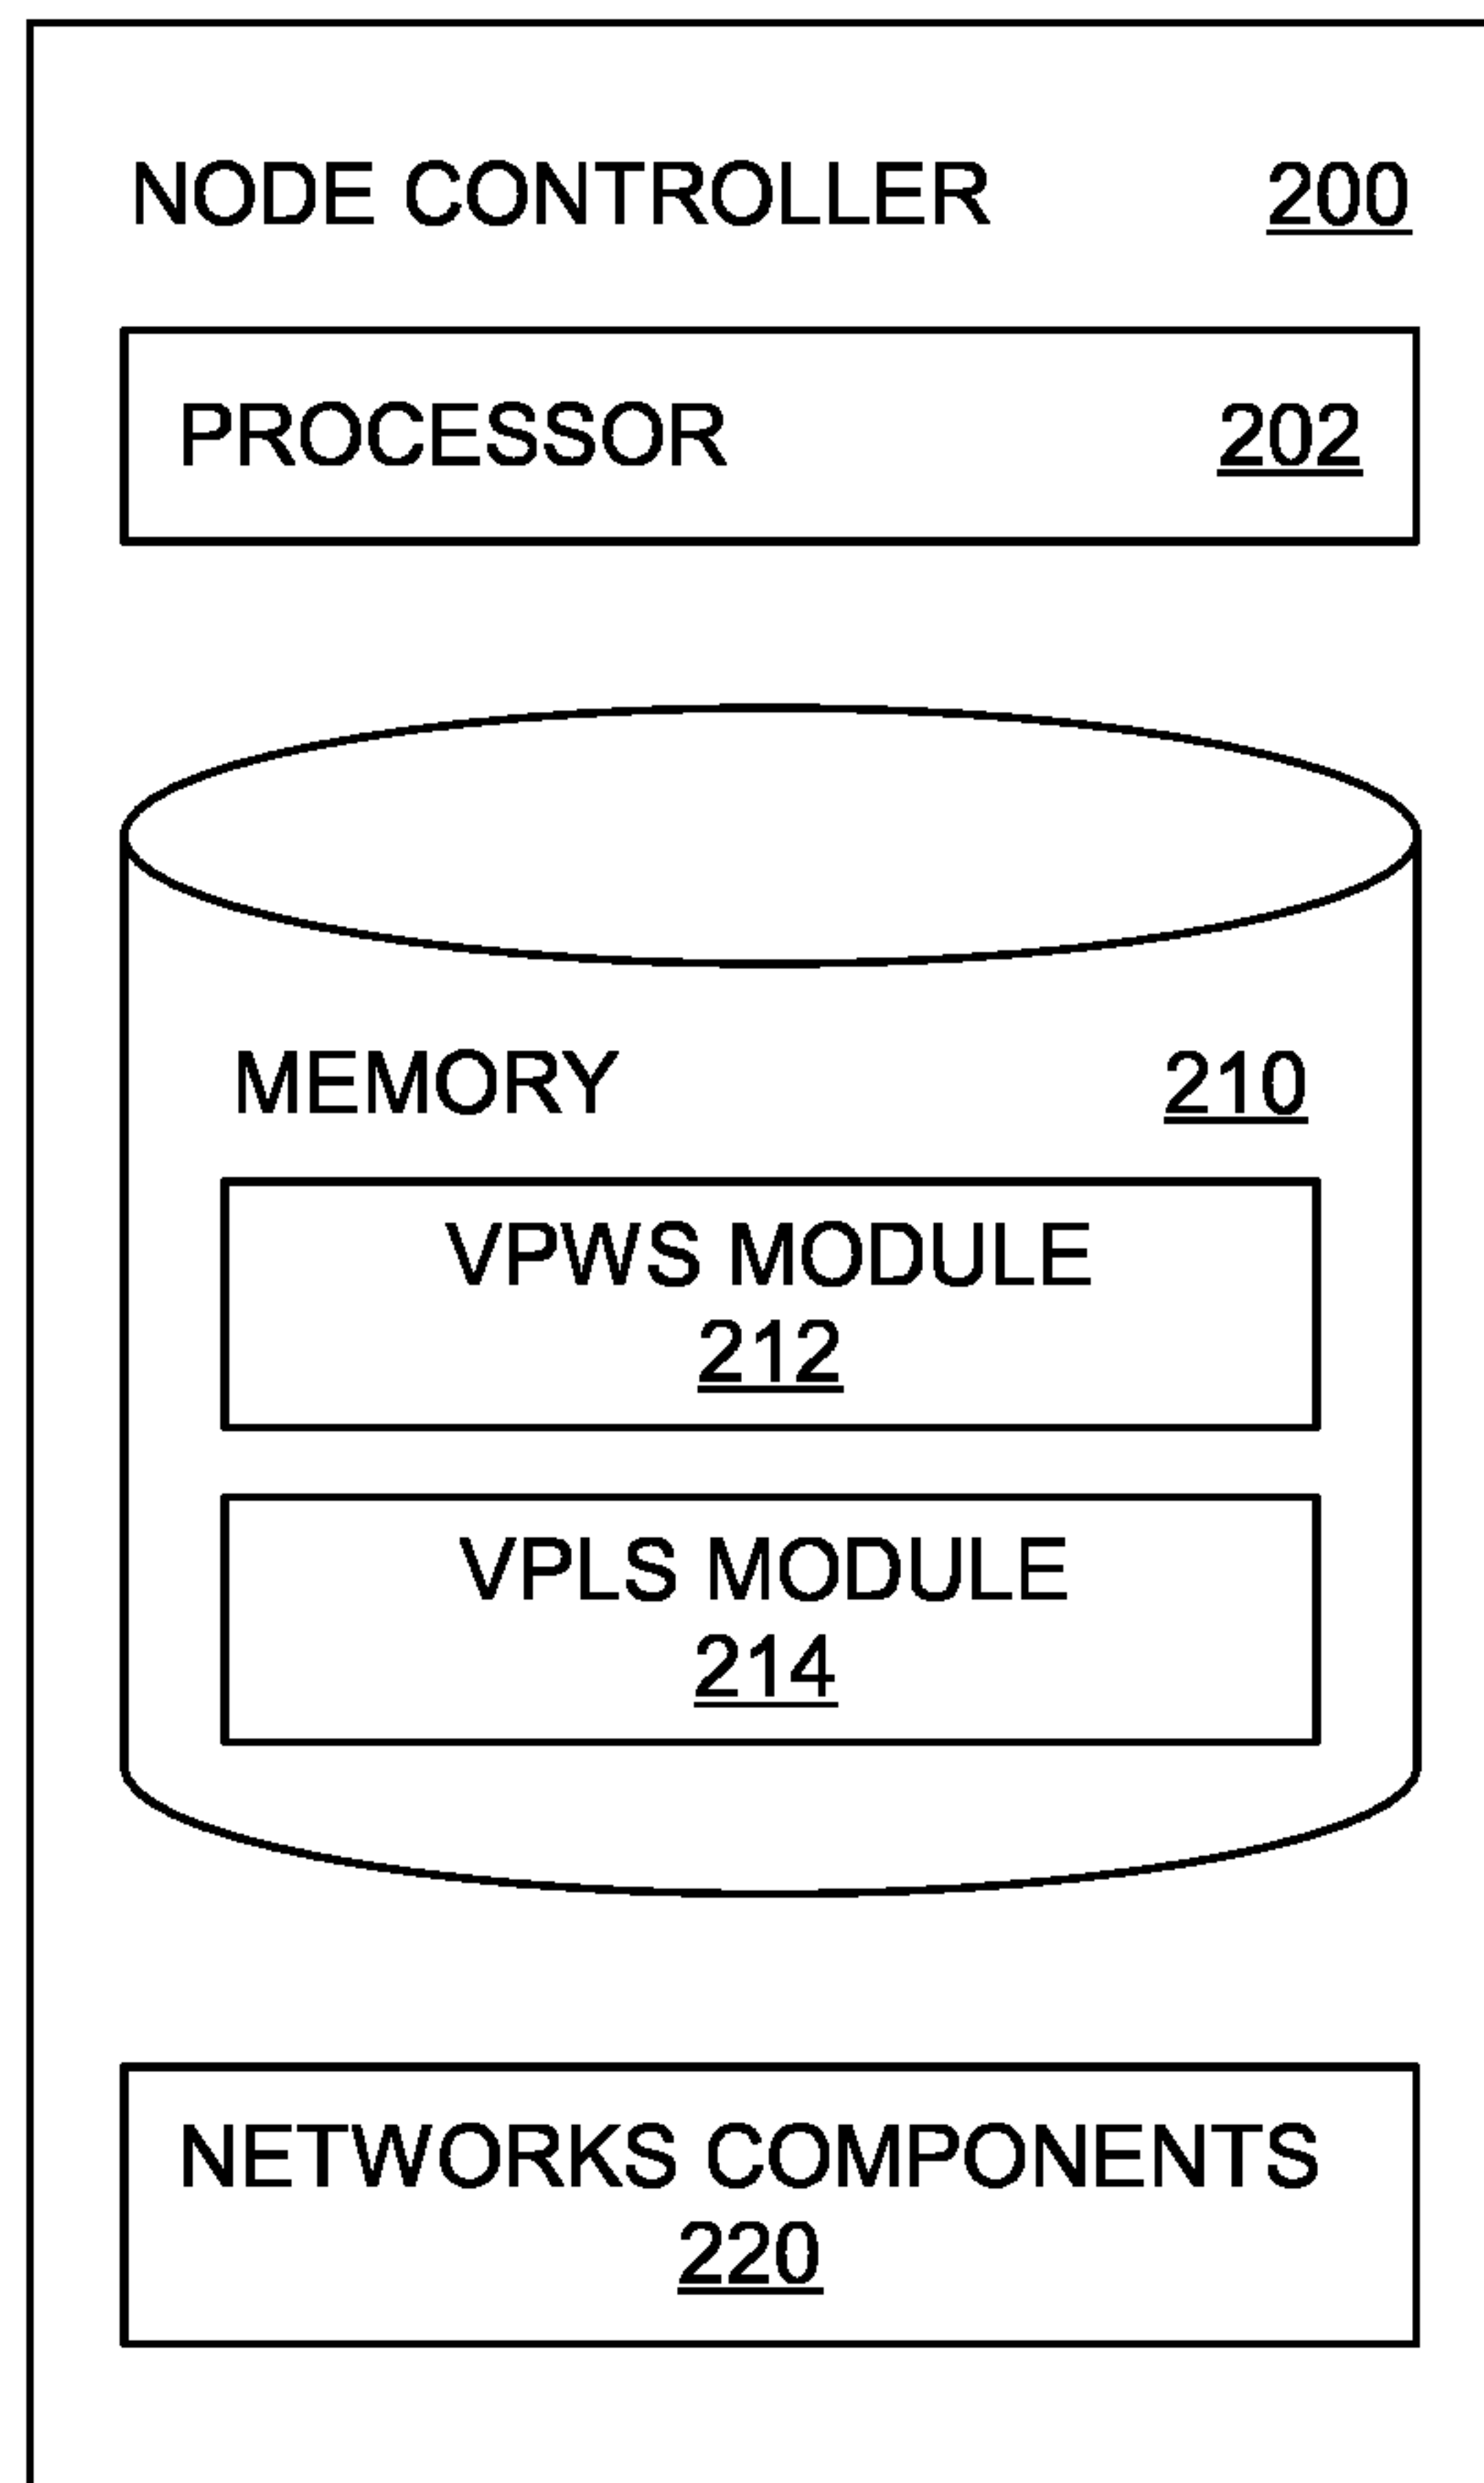 NODE CONTROLLER 200
PROCESSOR 202
MEMORY 210
VPWS MODULE
212
VPLS MODULE
214
NETWORKS COMPONENTS
220